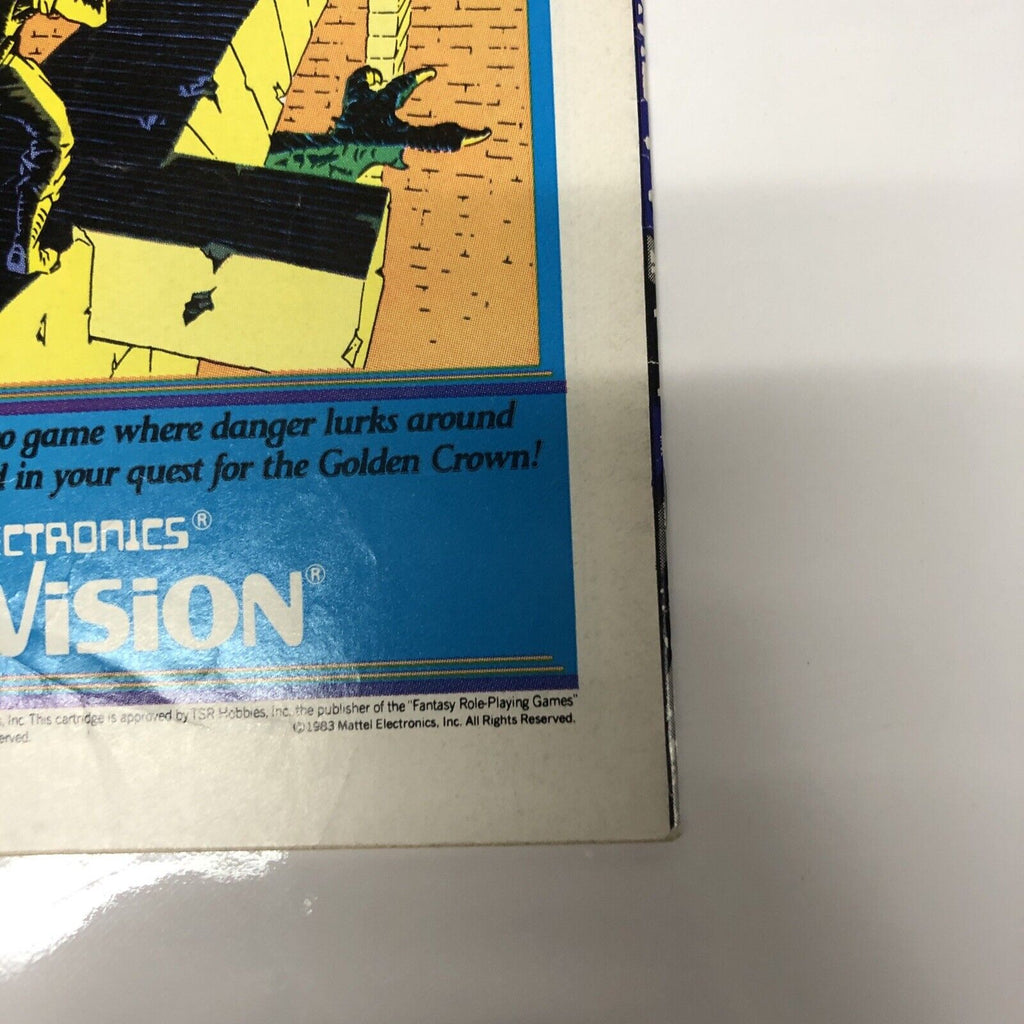 o game where danger lurks around
! in your quest for the Golden Crown!
CTRONICS®
ViSiON®
, Inc. This cartridge is approved by TSR Hobbies, Inc., the publisher of the "Fantasy Role-Playing Games"
erved.
©1983 Mattel Electronics, Inc. All Rights Reserved.